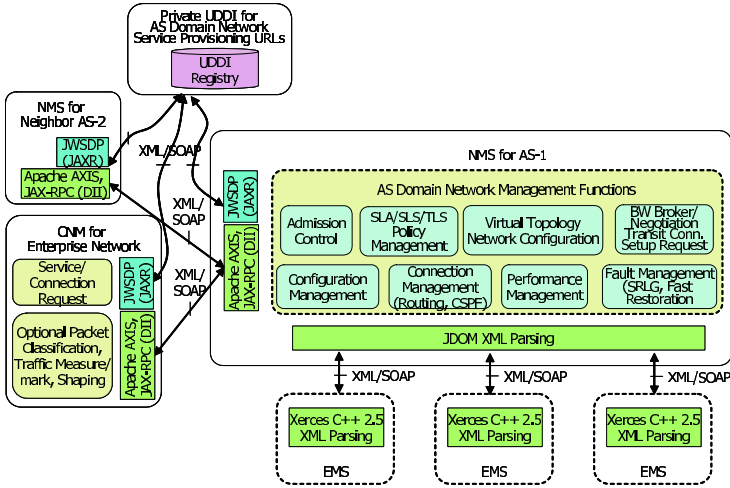 Private UDDI for
AS Domain Network
Service Provisioning URLs
UDDI
Registry
NMS for
Neighbor AS-2
JWSDP
(JAXR)
Apache AXIS,
JAX-RPC (DII)
XML/SOAP
XML/
SOAP
XML/
SOAP
CNM for
Enterprise Network
Service/
Connection
Request
JWSDP
(JAXR)
Optional Packet
Classification,
Traffic Measure/
mark, Shaping
Apache AXIS,
JAX-RPC (DII)
NMS for AS-1
JWSDP
(JAXR)
Apache AXIS,
JAX-RPC (DII)
AS Domain Network Management Functions
Admission
Control
SLA/SLS/TLS
Policy
Management
Virtual Topology
Network Configuration
BW Broker/
Negotiation
Transit Conn.
Setup Request
Configuration
Management
Connection
Management
(Routing, CSPF)
Performance
Management
Fault Management
(SRLG, Fast
Restoration
JDOM XML Parsing
XML/SOAP
XML/SOAP
XML/SOAP
Xerces C++ 2.5
XML Parsing
EMS
Xerces C++ 2.5
XML Parsing
EMS
Xerces C++ 2.5
XML Parsing
EMS